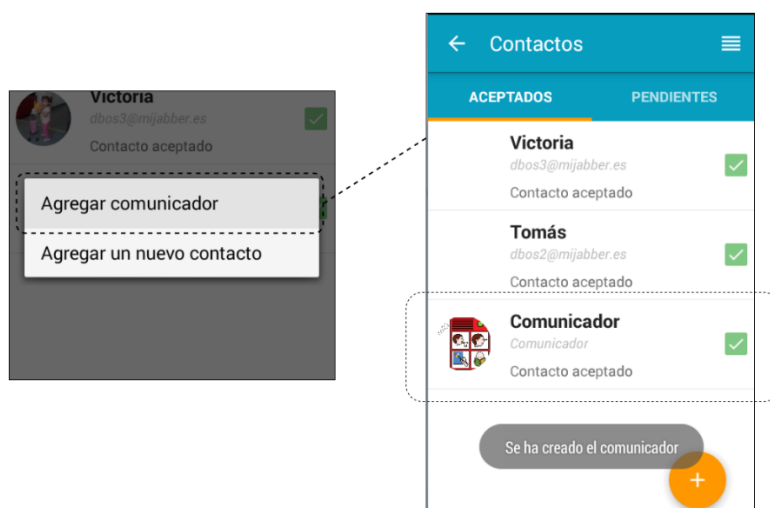 Victoria
dbos3@mijabber.es
Contacto aceptado
Agregar comunicador
Agregar un nuevo contacto
Contactos
ACEPTADOS PENDIENTES
Victoria
dbos3@mijabber.es
Contacto aceptado
Tomás
dbos2@mijabber.es
Contacto aceptado
Comunicador
Comunicador
Contacto aceptado
Se ha creado el comunicador
+